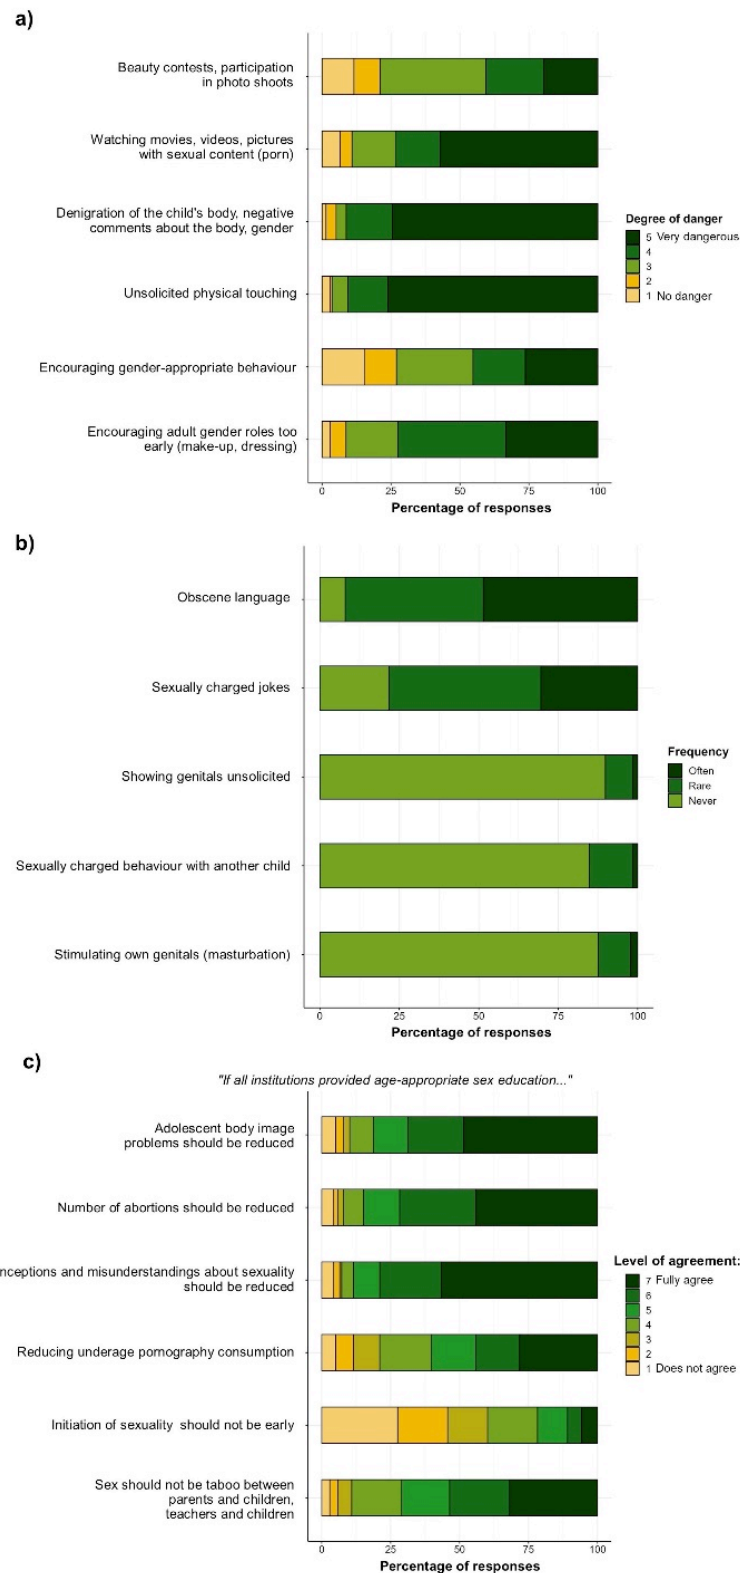 a)
Beauty contests, participation
in photo shoots
Watching movies, videos, pictures
with sexual content (porn)
Denigration of the child's body, negative
comments about the body, gender
Unsolicited physical touching
Encouraging gender-appropriate behaviour
Encouraging adult gender roles too
early (make-up, dressing)
0 25 50 75 100
Percentage of responses
Degree of danger
5 Very dangerous
4
3
2
1 No danger
b)
Obscene language
Sexually charged jokes
Showing genitals unsolicited
Sexually charged behaviour with another child
Stimulating own genitals (masturbation)
0 25 50 75 100
Percentage of responses
Frequency
Often
Rare
Never
c)
"If all institutions provided age-appropriate sex education..."
Adolescent body image
problems should be reduced
Number of abortions should be reduced
nceptions and misunderstandings about sexuality
should be reduced
Reducing underage pornography consumption
Initiation of sexuality should not be early
Sex should not be taboo between
parents and children,
teachers and children
0 25 50 75 100
Percentage of responses
Level of agreement:
7 Fully agree
6
5
4
3
2
1 Does not agree